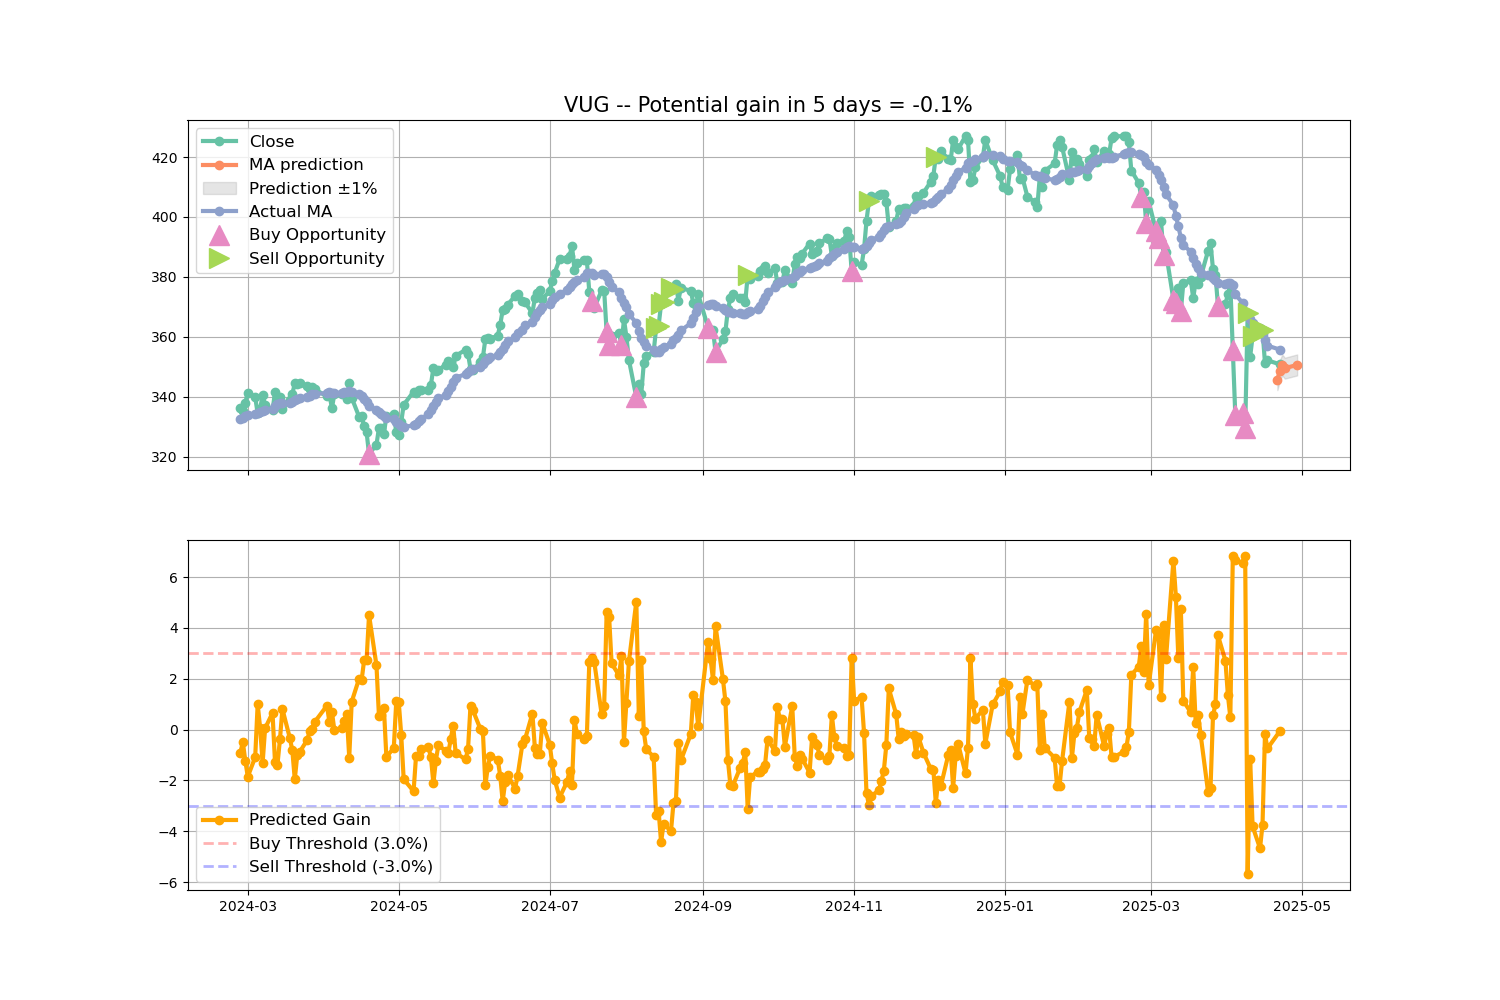 VUG -- Potential gain in 5 days = -0.1%
Close
MA prediction
Prediction ±1%
Actual MA
Buy Opportunity
Sell Opportunity
420
400
380
360
340
320
6
4
2
0
−2
−4
−6
Predicted Gain
Buy Threshold (3.0%)
Sell Threshold (-3.0%)
2024-03 2024-05 2024-07 2024-09 2024-11 2025-01 2025-03 2025-05